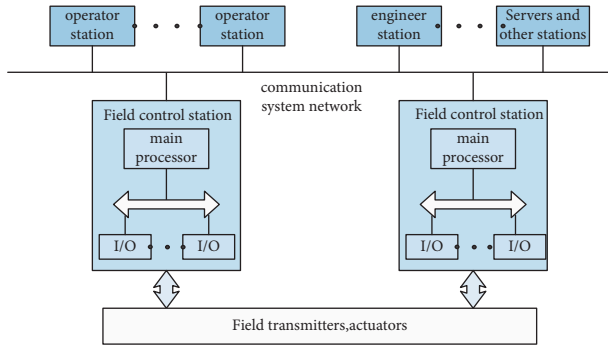 operator
station
operator
station
engineer
station
Servers and
other stations
communication
system network
Field control station
main
processor
I/O
I/O
Field control station
main
processor
I/O
I/O
Field transmitters,actuators